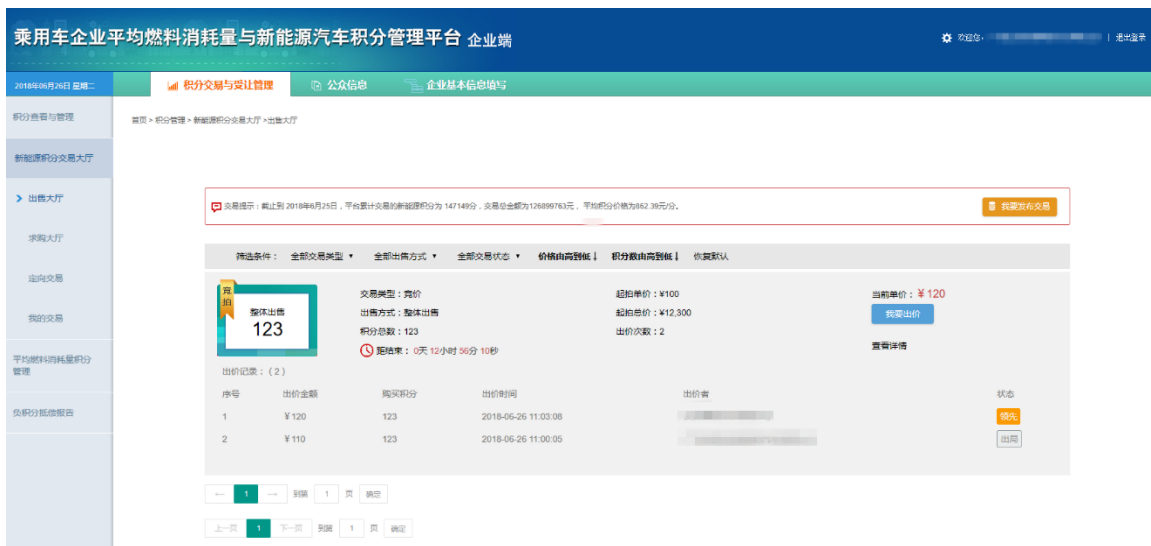 乘用车企业平均燃料消耗量与新能源汽车积分管理平台 企业端
欢迎您, | 退出登录
2018年06月26日 星期二
积分交易与受让管理 公众信息 企业基本信息填写
积分查看与管理
首页 > 积分管理 > 新能源积分交易大厅 >出售大厅
新能源积分交易大厅
出售大厅
求购大厅
定向交易
我的交易
平均燃料消耗量积分
管理
负积分抵偿报告
交易提示：截止到 2018年6月25日，平台累计交易的新能源积分为 147149分，交易总金额为126899763元， 平均积分价格为862.39元/分。
我要发布交易
筛选条件： 全部交易类型 ▼ 全部出售方式 ▼ 全部交易状态 ▼ 价格由高到低↓ 积分数由高到低↓ 恢复默认
竞拍
整体出售
123
交易类型：竞价 起拍单价：¥100 当前单价：¥ 120
出售方式：整体出售 起拍总价：¥12,300 我要出价
积分总数：123 出价次数：2
距结束： 0天 12小时 56分 10秒 查看详情
出价记录：（2）
序号 出价金额 购买积分 出价时间 出价者 状态
1 ¥ 120 123 2018-06-26 11:03:08 领先
2 ¥ 110 123 2018-06-26 11:00:05 出局
← 1 → 到第 1 页 确定
上一页 1 下一页 到第 1 页 确定